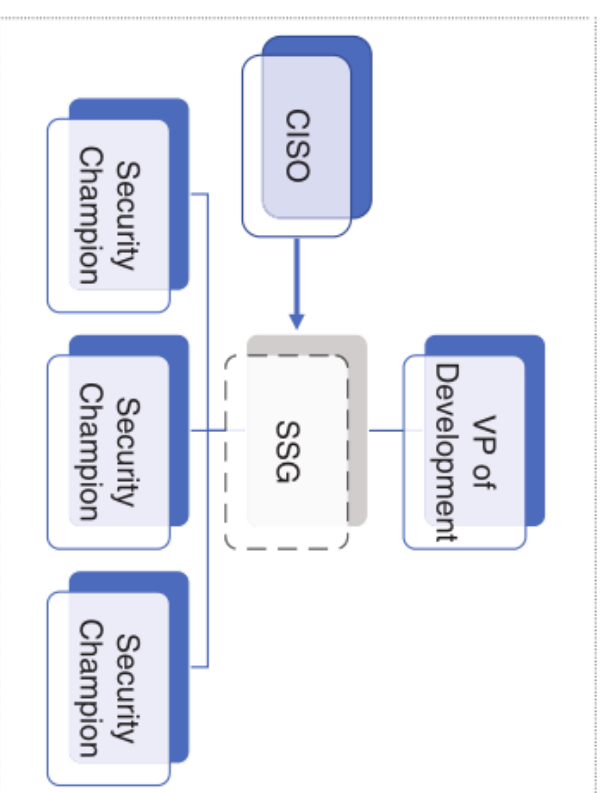 VP of
Development
CISO
SSG
Security
Champion
Security
Champion
Security
Champion